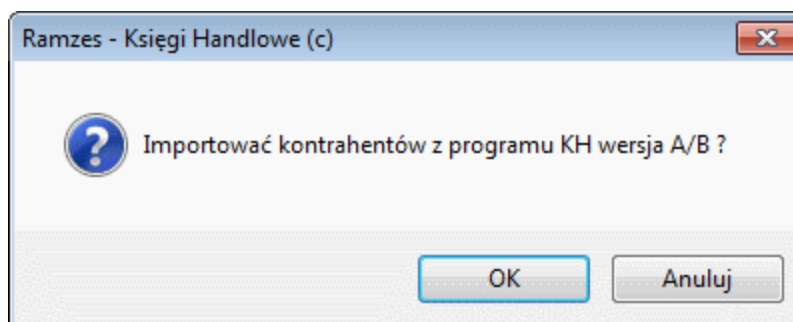 Ramzes - Księgi Handlowe (c)
Importować kontrahentów z programu KH wersja A/B ?
OK Anuluj